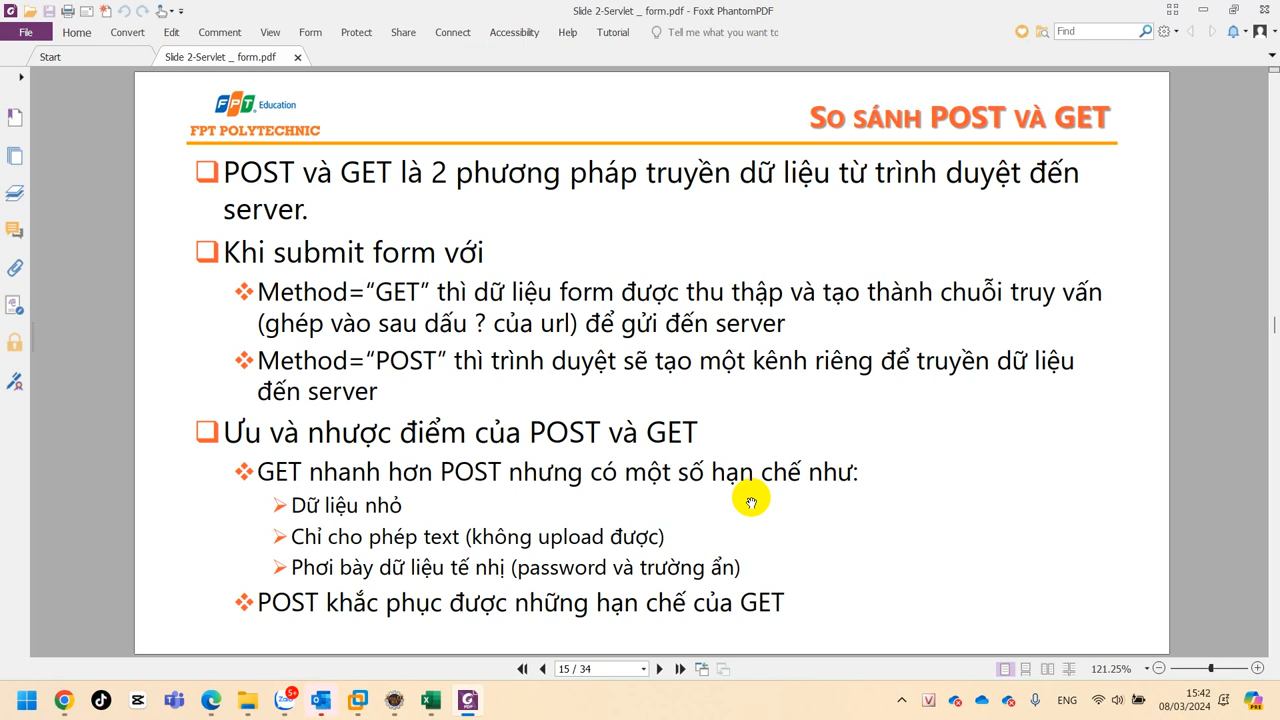 Slide 2-Servlet _ form.pdf - Foxit PhantomPDF
File Home Convert Edit Comment View Form Protect Share Connect Accessibility Help Tutorial Tell me what you want to Find
Start Slide 2-Servlet _ form.pdf
FPT Education
FPT POLYTECHNIC
SO SÁNH POST VÀ GET
POST và GET là 2 phương pháp truyền dữ liệu từ trình duyệt đến
server.
Khi submit form với
Method=“GET” thì dữ liệu form được thu thập và tạo thành chuỗi truy vấn
(ghép vào sau dấu ? của url) để gửi đến server
Method=“POST” thì trình duyệt sẽ tạo một kênh riêng để truyền dữ liệu
đến server
Ưu và nhược điểm của POST và GET
GET nhanh hơn POST nhưng có một số hạn chế như:
Dữ liệu nhỏ
Chỉ cho phép text (không upload được)
Phơi bày dữ liệu tế nhị (password và trường ẩn)
POST khắc phục được những hạn chế của GET
15 / 34 121.25%
Zalo 5+ PDF ENG 15:42
08/03/2024 PRE